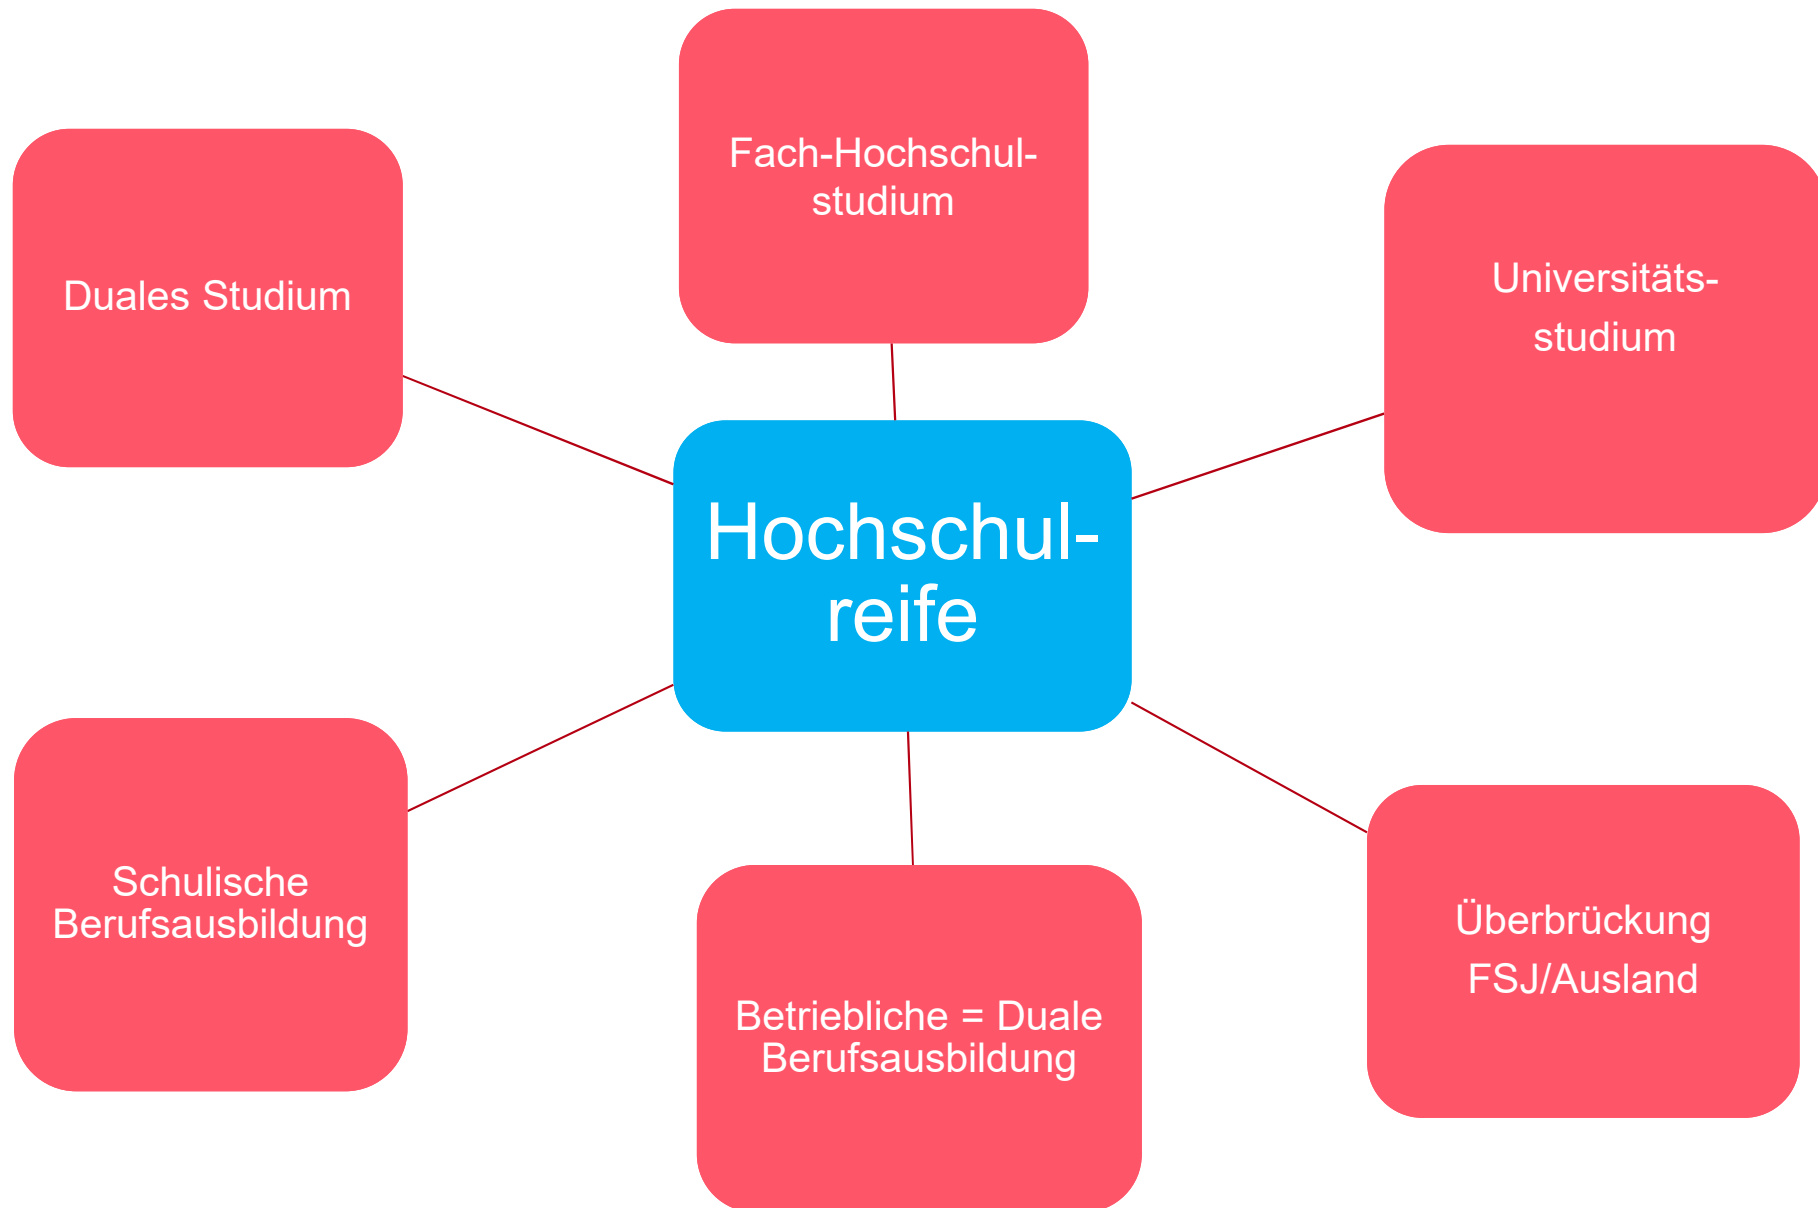 Fach-Hochschul-
studium
Duales Studium
Universitäts-
studium
Hochschul-
reife
Schulische
Berufsausbildung
Betriebliche = Duale
Berufsausbildung
Überbrückung
FSJ/Ausland